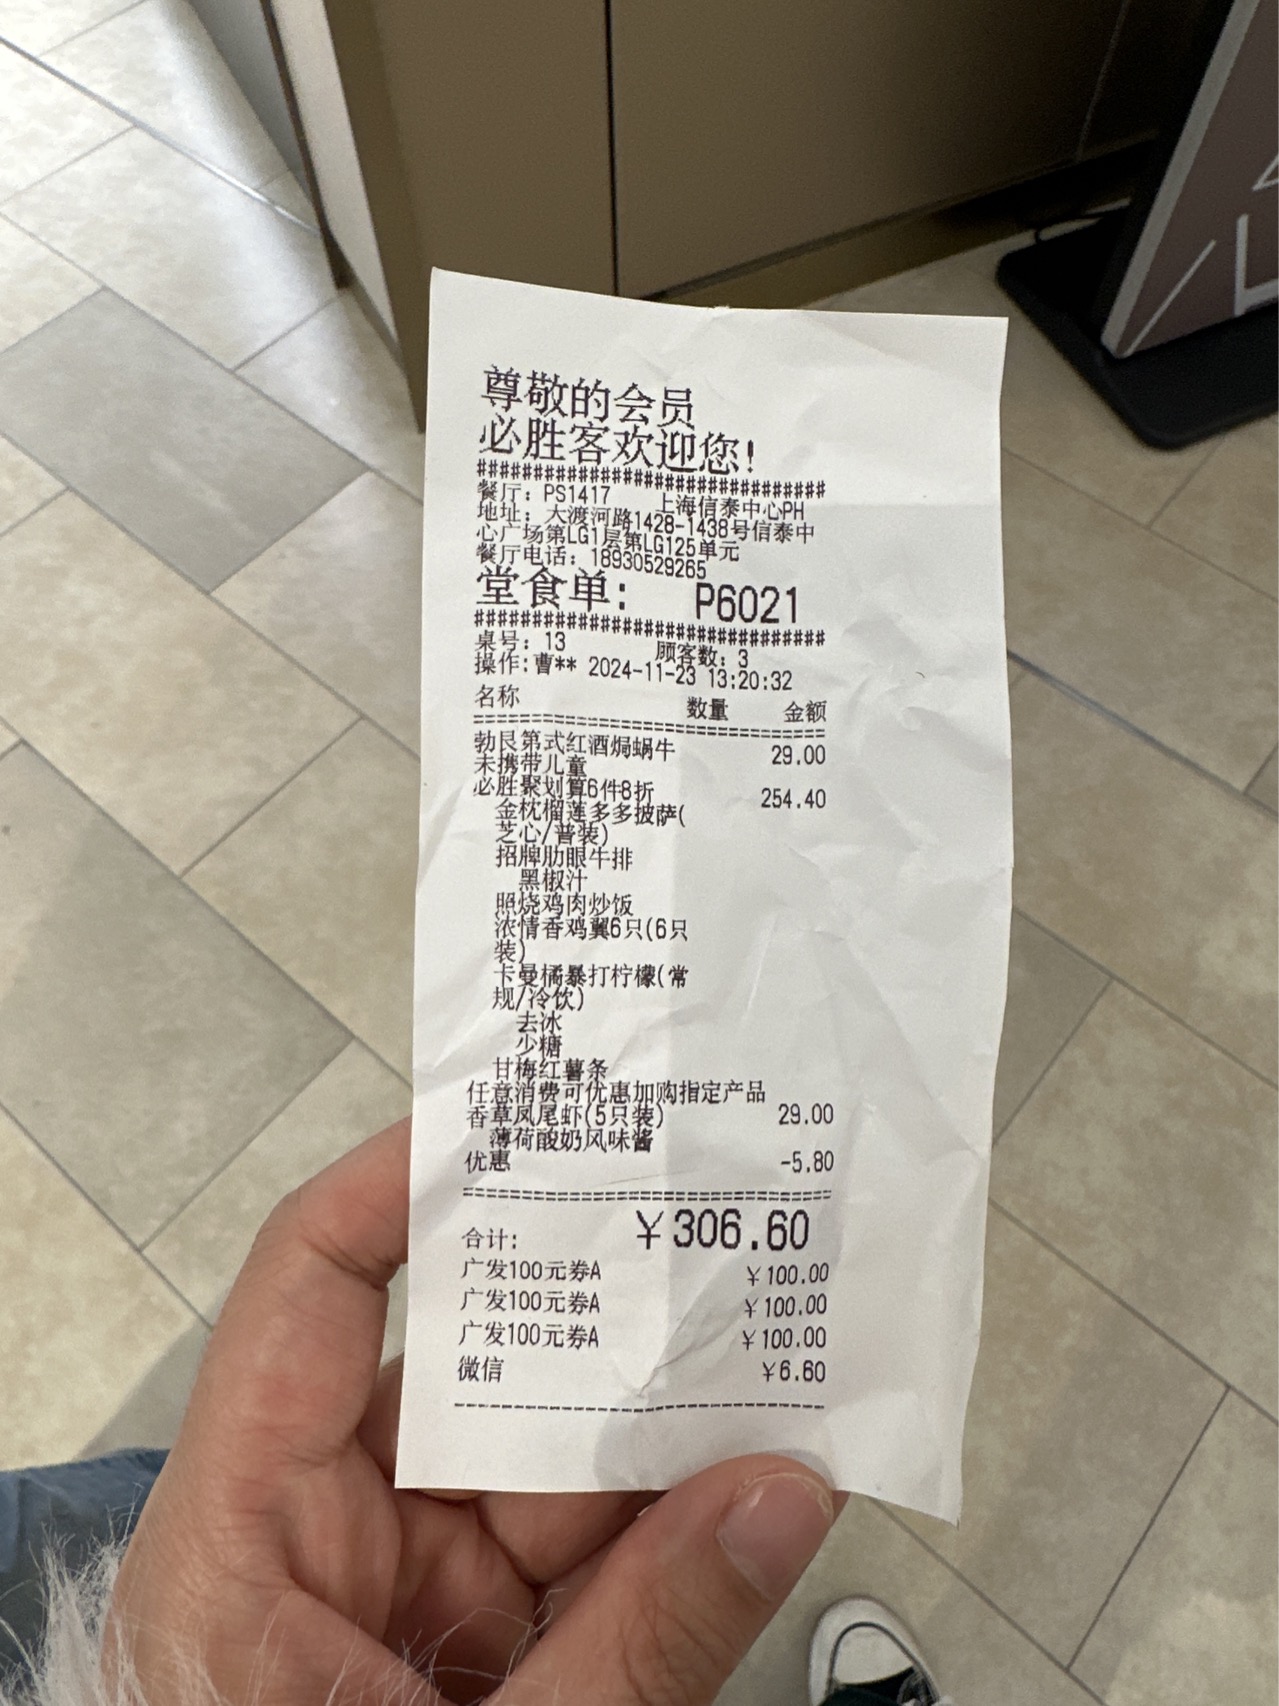 尊敬的会员
必胜客欢迎您!
################################
餐厅: PS1417 上海信泰中心PH
地址: 大渡河路1428-1438号信泰中
心广场第LG1层第LG125单元
餐厅电话: 18930529265
堂食单: P6021
################################
桌号: 13 顾客数: 3
操作:曹** 2024-11-23 13:20:32
名称 数量 金额
================================
勃艮第式红酒焗蜗牛 29.00
未携带儿童
必胜聚划算6件8折 254.40
金枕榴莲多多披萨(
芝心/普装)
招牌肋眼牛排
黑椒汁
照烧鸡肉炒饭
浓情香鸡翼6只(6只
装)
卡曼橘暴打柠檬(常
规/冷饮)
去冰
少糖
甘梅红薯条
任意消费可优惠加购指定产品
香草凤尾虾(5只装) 29.00
薄荷酸奶风味酱
优惠 -5.80
================================
合计: ￥306.60
广发100元券A ￥100.00
广发100元券A ￥100.00
广发100元券A ￥100.00
微信 ￥6.60
--------------------------------